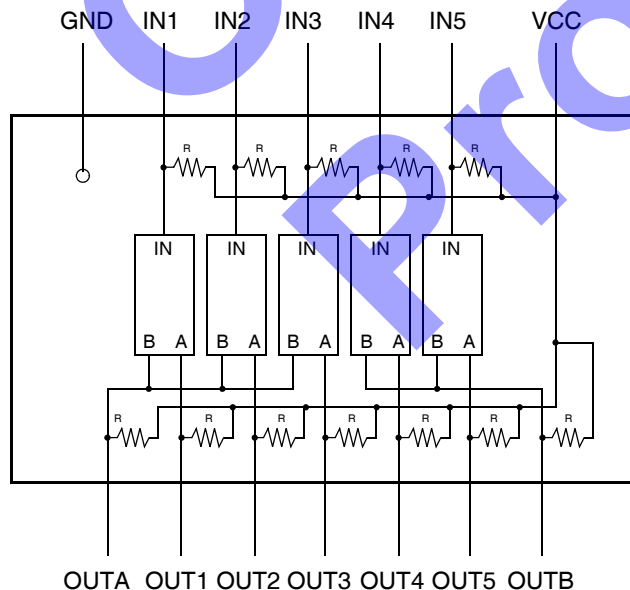 GND IN1 IN2 IN3 IN4 IN5 VCC
R R R R R
IN IN IN IN IN
B A B A B A B A B A
R R R R R R R
OUTA OUT1 OUT2 OUT3 OUT4 OUT5 OUTB